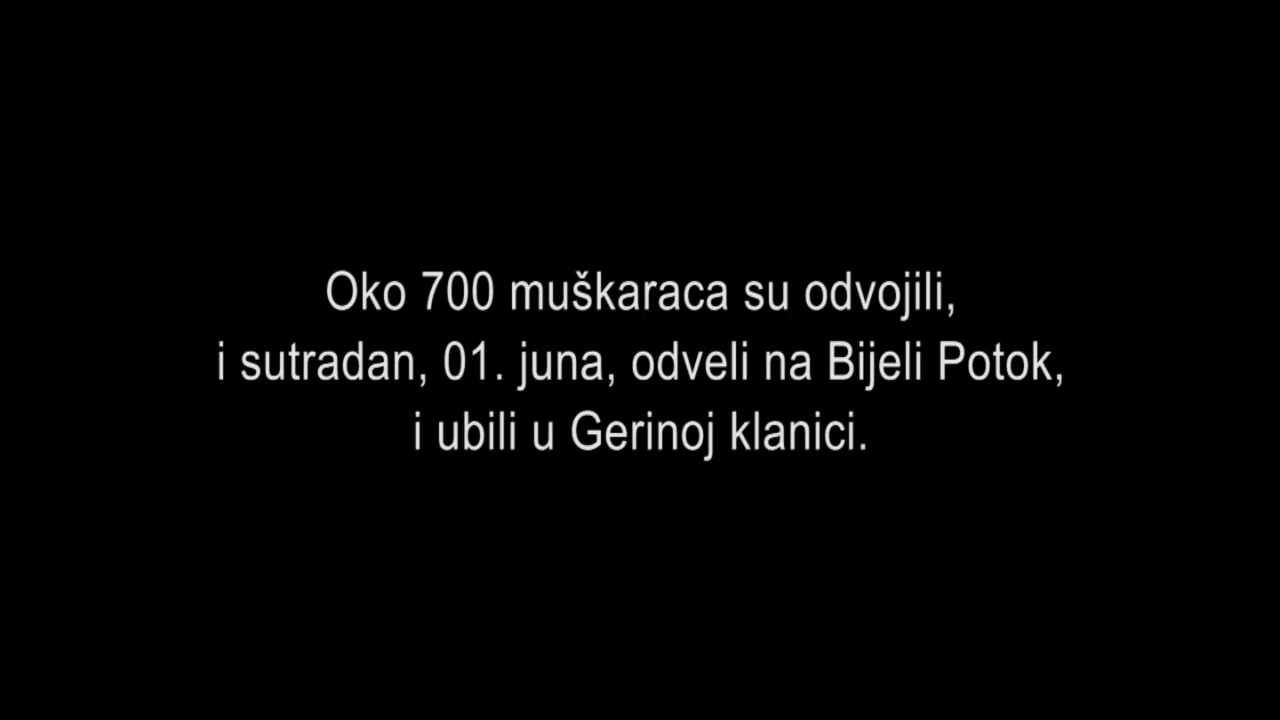 Oko 700 muškaraca su odvojili,
i sutradan, 01. juna, odveli na Bijeli Potok,
i ubili u Gerinoj klanici.